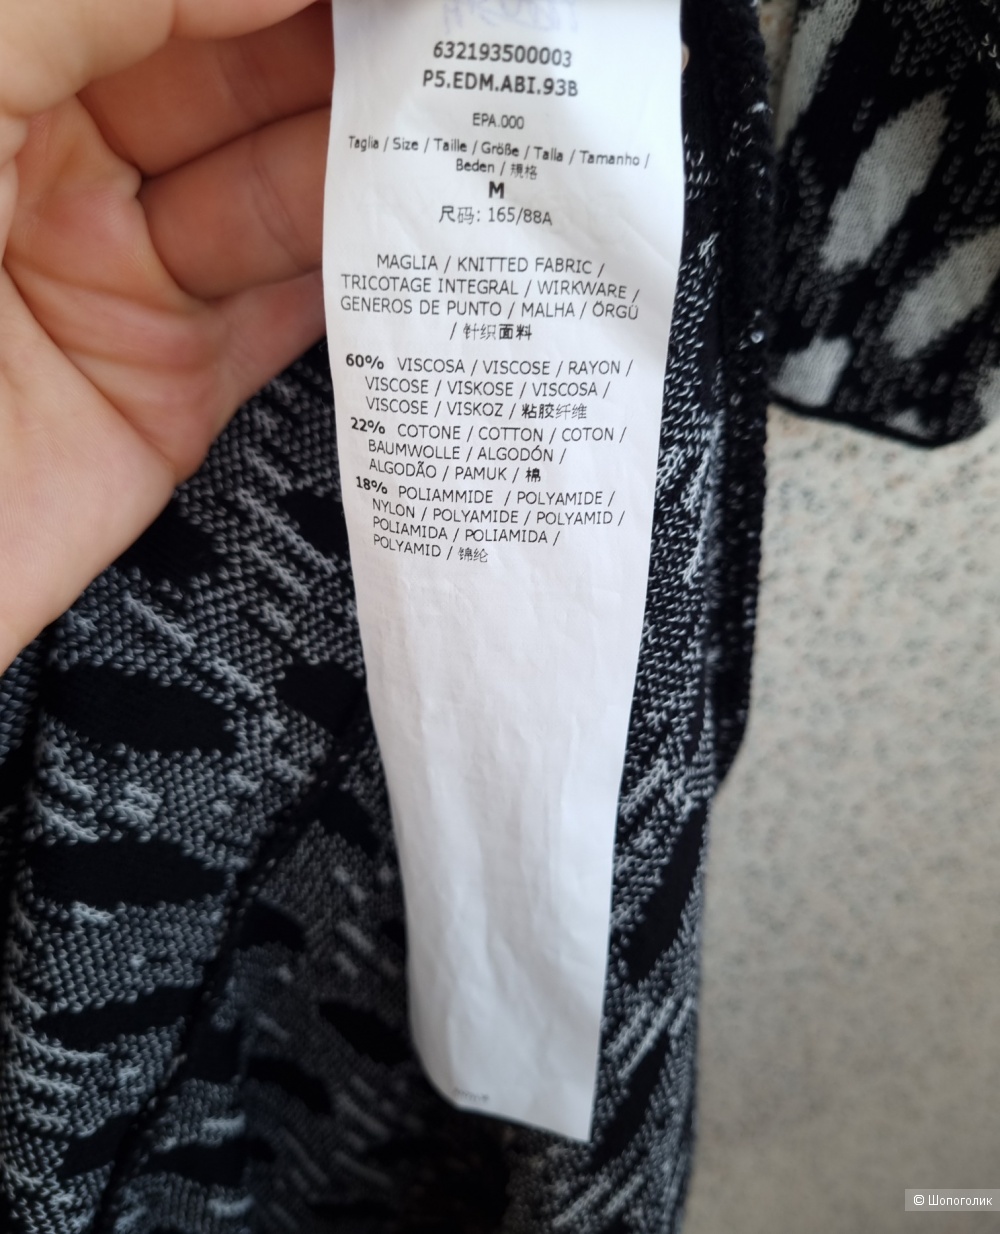 632193500003
P5.EDM.ABI.93B
EPA.000
Taglia / Size / Taille / Größe / Talla / Tamanho /
Beden / 規格
M
尺码: 165/88A
MAGLIA / KNITTED FABRIC /
TRICOTAGE INTEGRAL / WIRKWARE /
GENEROS DE PUNTO / MALHA / ÖRGÜ
/ 针织面料
60% VISCOSA / VISCOSE / RAYON /
VISCOSE / VISKOSE / VISCOSA /
VISCOSE / VISKOZ / 粘胶纤维
22% COTONE / COTTON / COTON /
BAUMWOLLE / ALGODÓN /
ALGODÃO / PAMUK / 棉
18% POLIAMMIDE / POLYAMIDE /
NYLON / POLYAMIDE / POLYAMID /
POLIAMIDA / POLIAMIDA /
POLYAMID / 锦纶
© Шопоголик